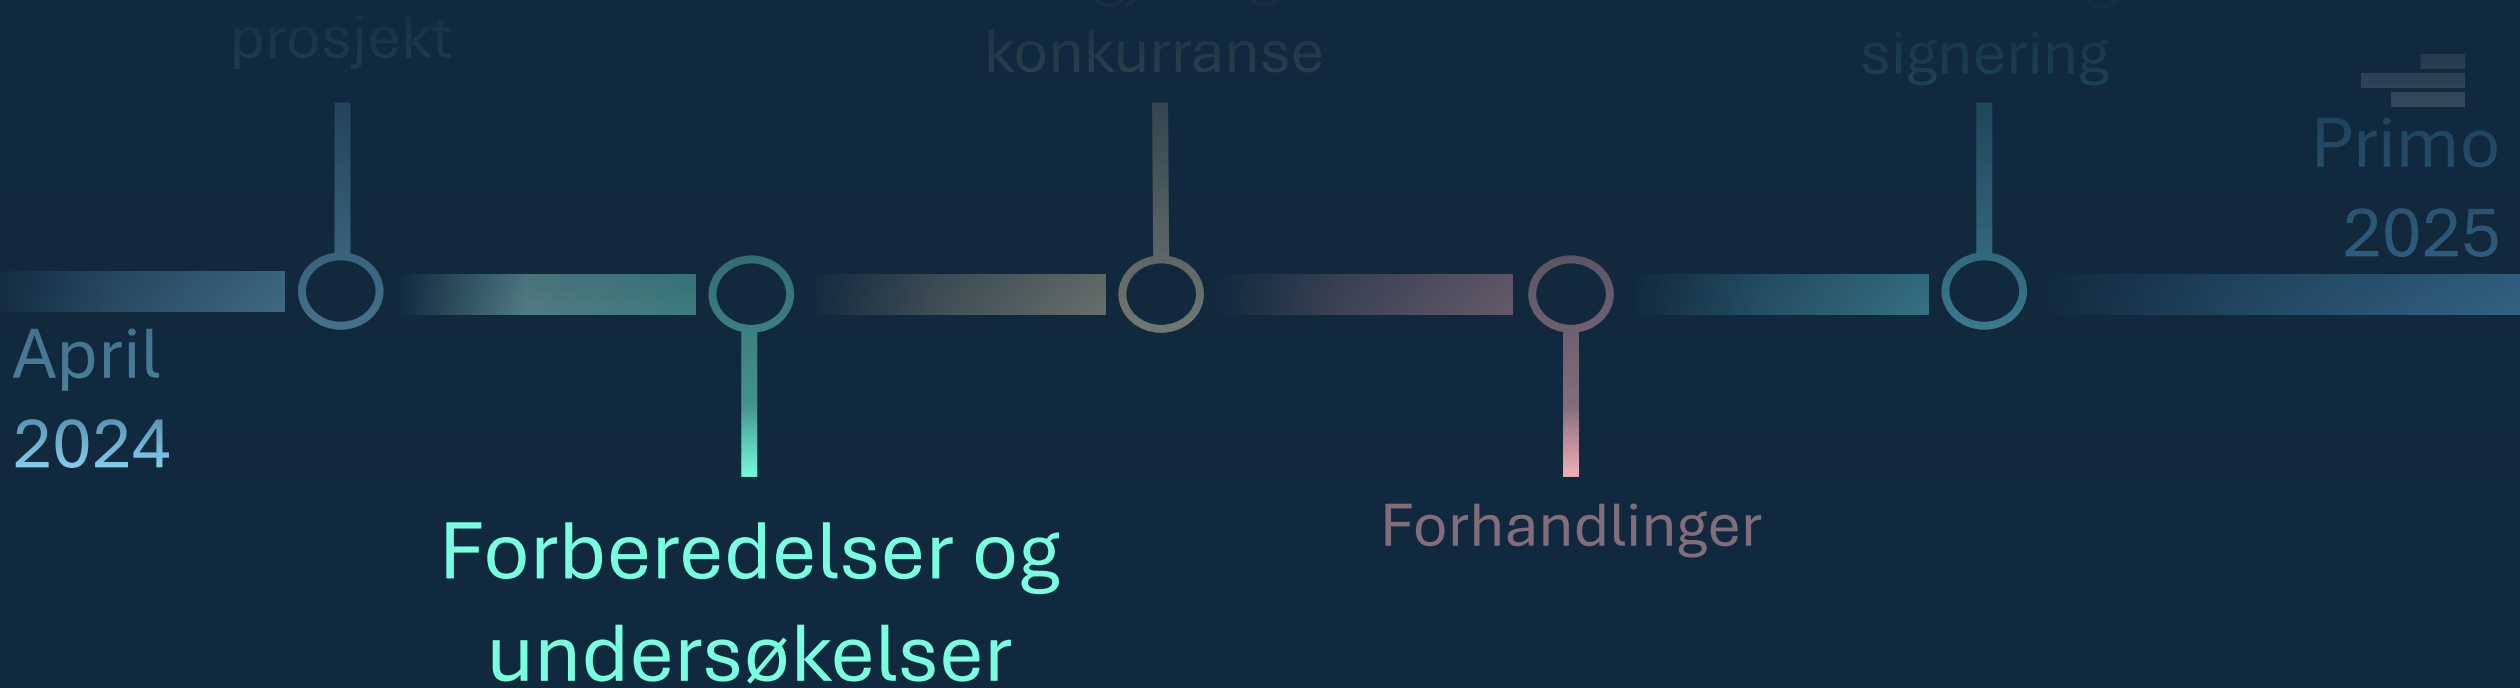 prosjekt
konkurranse
signering
Primo
2025
April
2024
Forberedelser og
undersøkelser
Forhandlinger